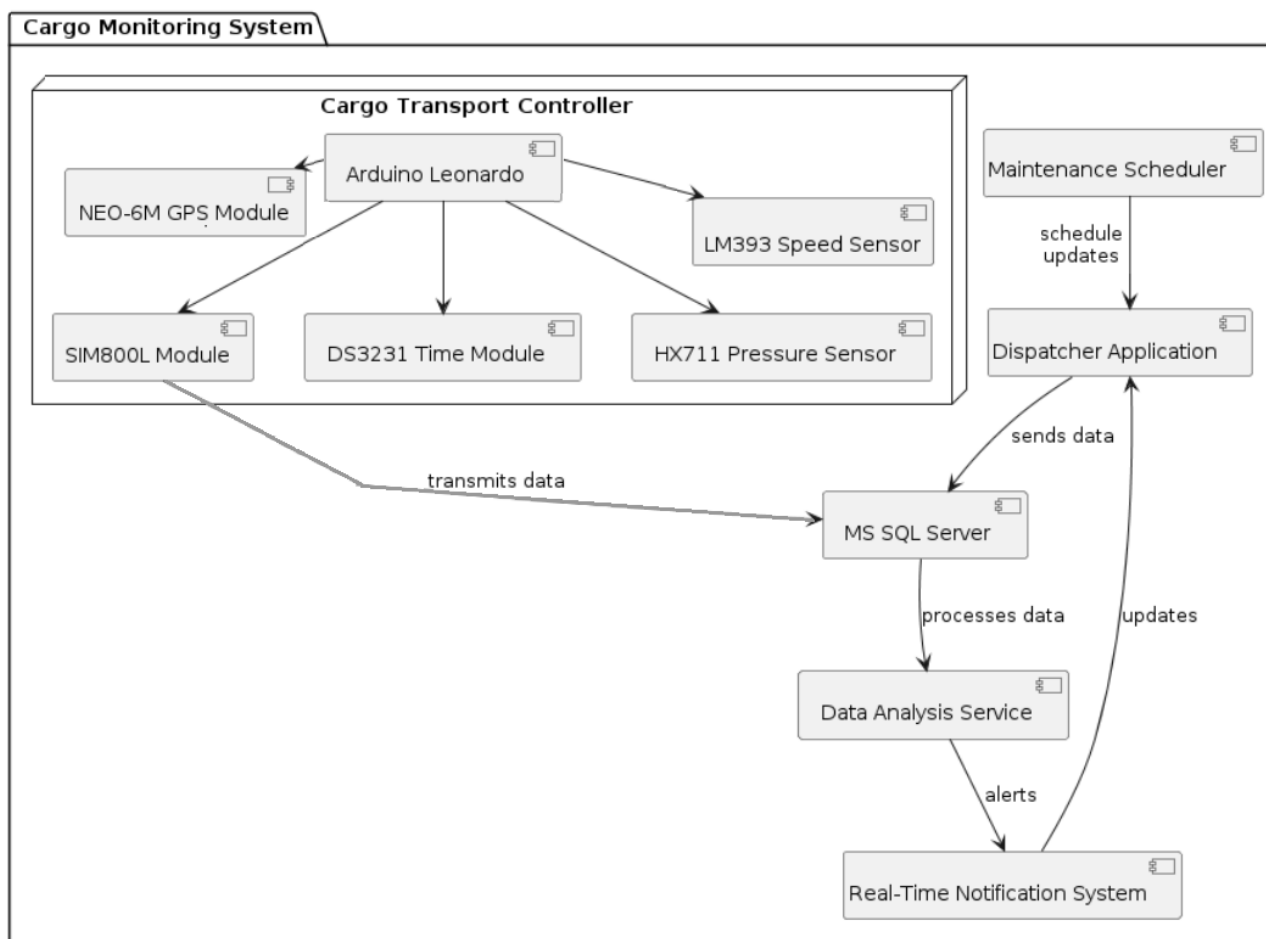 Cargo Monitoring System
Cargo Transport Controller
Arduino Leonardo
NEO-6M GPS Module
LM393 Speed Sensor
Maintenance Scheduler
schedule
updates
SIM800L Module
DS3231 Time Module
HX711 Pressure Sensor
Dispatcher Application
sends data
transmits data
MS SQL Server
processes data
updates
Data Analysis Service
alerts
Real-Time Notification System